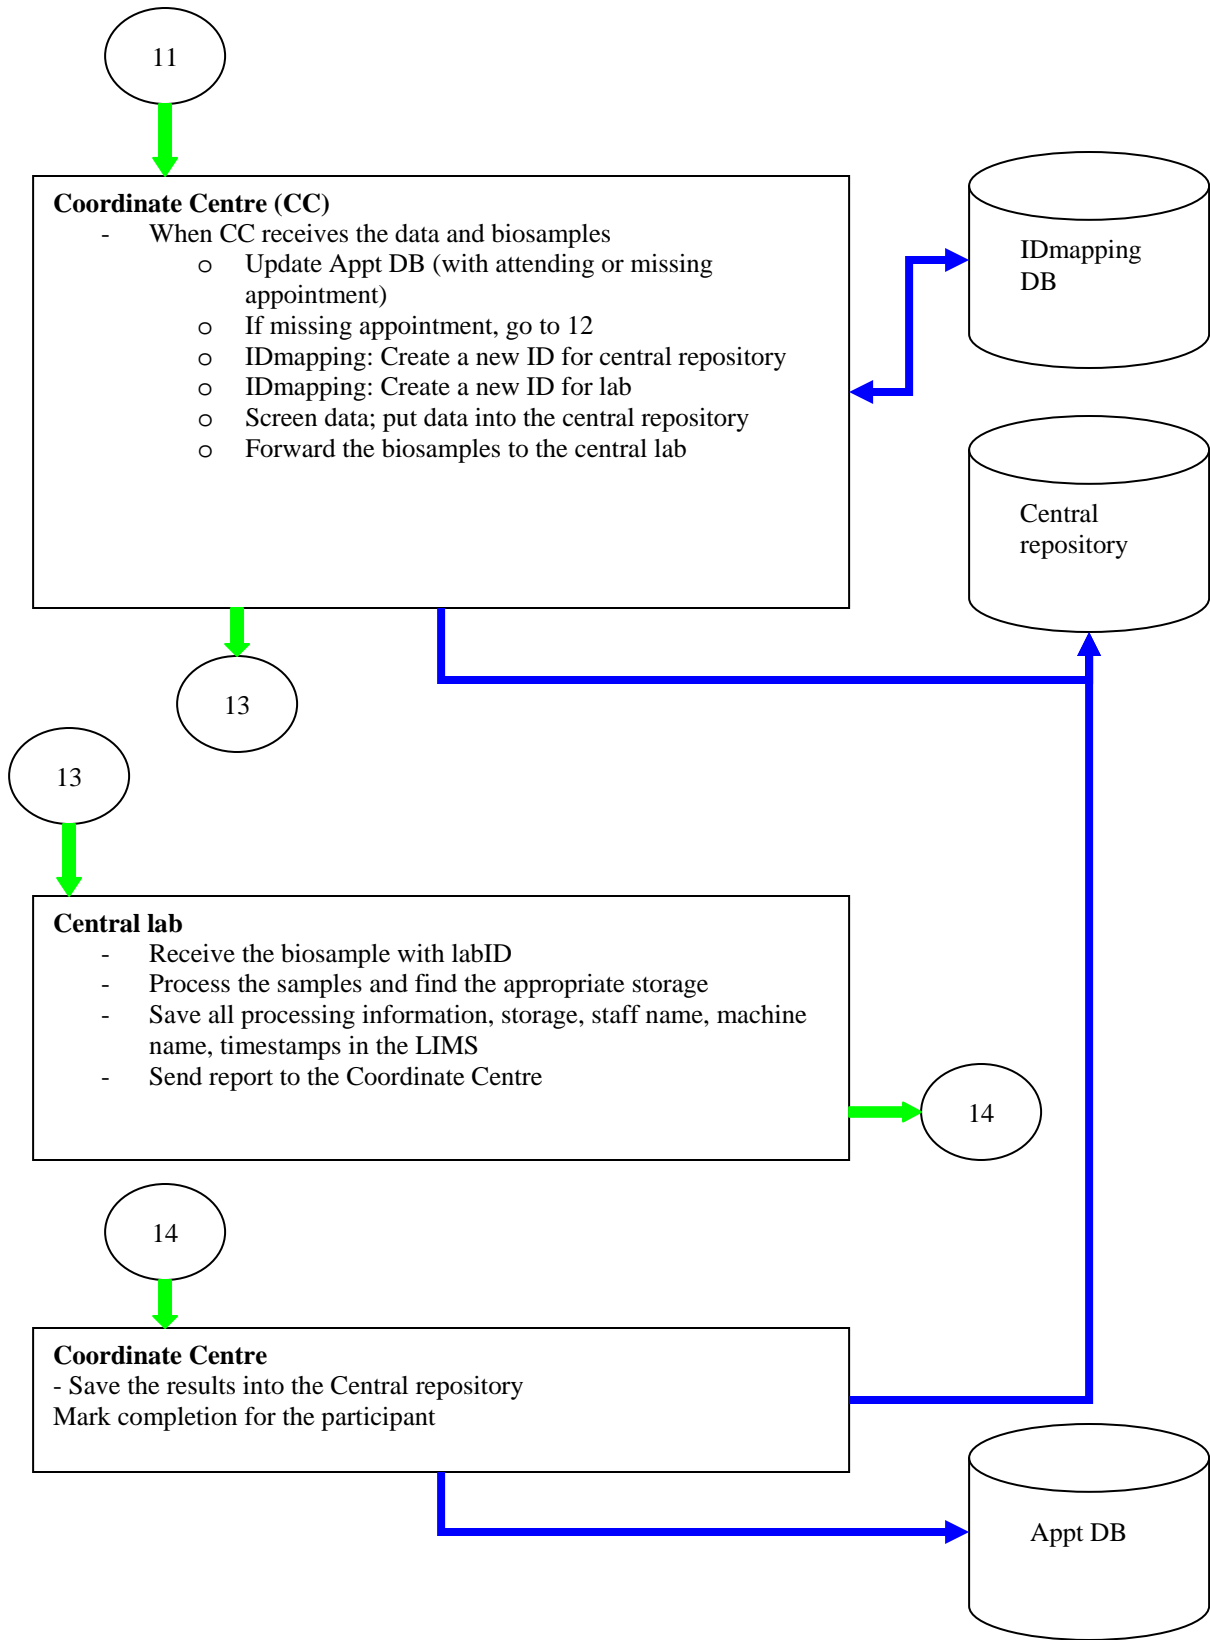 11
Coordinate Centre (CC)
- When CC receives the data and biosamples
o Update Appt DB (with attending or missing
appointment)
o If missing appointment, go to 12
o IDmapping: Create a new ID for central repository
o IDmapping: Create a new ID for lab
o Screen data; put data into the central repository
o Forward the biosamples to the central lab
IDmapping
DB
Central
repository
13
13
Central lab
- Receive the biosample with labID
- Process the samples and find the appropriate storage
- Save all processing information, storage, staff name, machine
name, timestamps in the LIMS
- Send report to the Coordinate Centre
14
14
Coordinate Centre
- Save the results into the Central repository
Mark completion for the participant
Appt DB